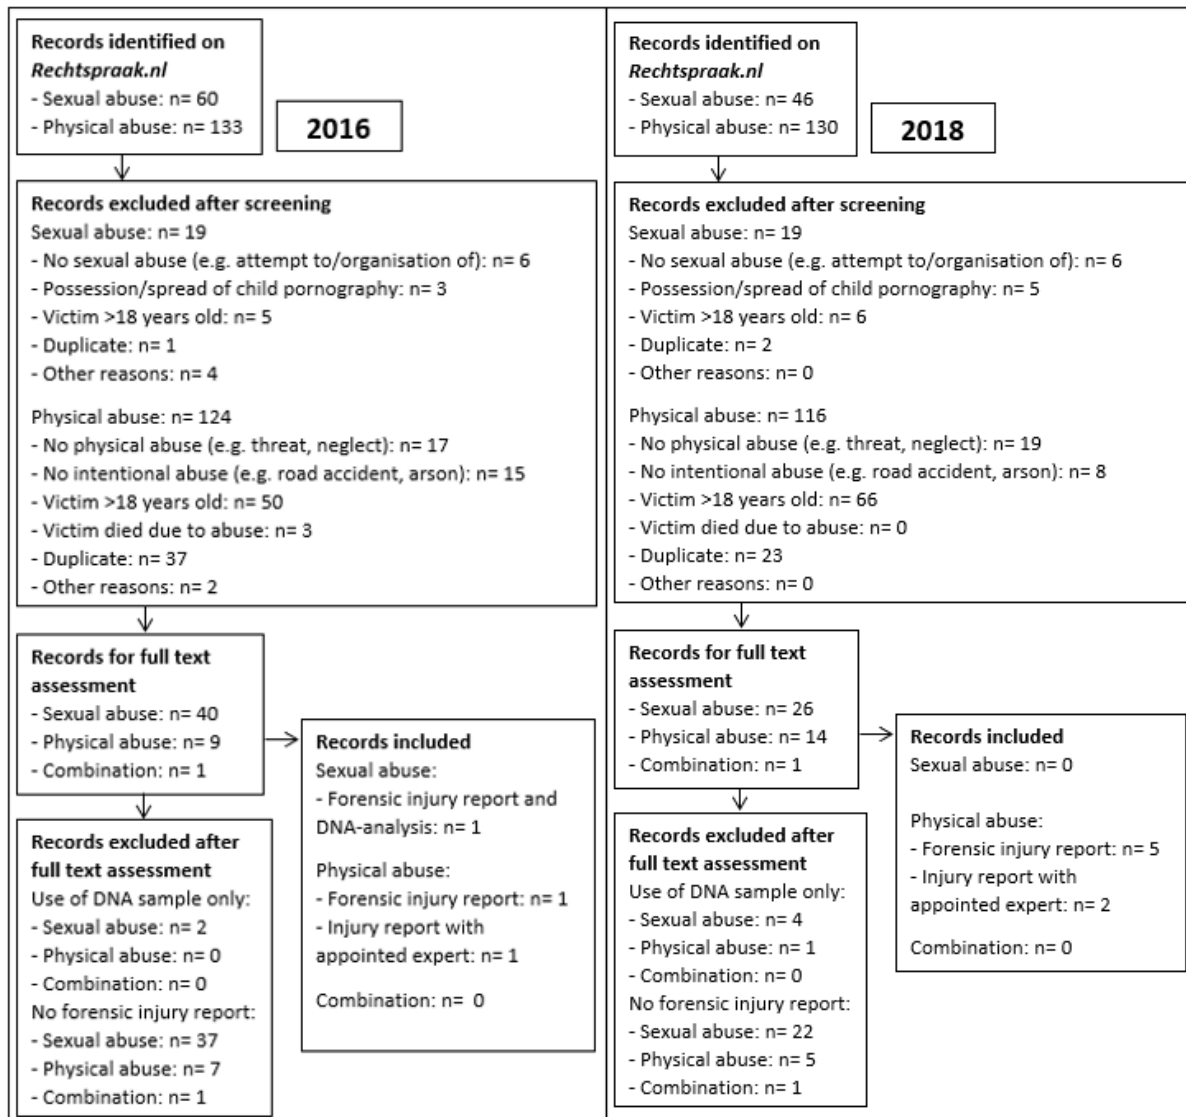 Records identified on
Rechtspraak.nl
- Sexual abuse: n= 60
- Physical abuse: n= 133
2016
Records excluded after screening
Sexual abuse: n= 19
- No sexual abuse (e.g. attempt to/organisation of): n= 6
- Possession/spread of child pornography: n= 3
- Victim >18 years old: n= 5
- Duplicate: n= 1
- Other reasons: n= 4
Physical abuse: n= 124
- No physical abuse (e.g. threat, neglect): n= 17
- No intentional abuse (e.g. road accident, arson): n= 15
- Victim >18 years old: n= 50
- Victim died due to abuse: n= 3
- Duplicate: n= 37
- Other reasons: n= 2
Records for full text
assessment
- Sexual abuse: n= 40
- Physical abuse: n= 9
- Combination: n= 1
Records included
Sexual abuse:
- Forensic injury report and
DNA-analysis: n= 1
Physical abuse:
- Forensic injury report: n= 1
- Injury report with
appointed expert: n= 1
Combination: n=  0
Records excluded after
full text assessment
Use of DNA sample only:
- Sexual abuse: n= 2
- Physical abuse: n= 0
- Combination: n= 0
No forensic injury report:
- Sexual abuse: n= 37
- Physical abuse: n= 7
- Combination: n= 1
Records identified on
Rechtspraak.nl
- Sexual abuse: n= 46
- Physical abuse: n= 130
2018
Records excluded after screening
Sexual abuse: n= 19
- No sexual abuse (e.g. attempt to/organisation of): n= 6
- Possession/spread of child pornography: n= 5
- Victim >18 years old: n= 6
- Duplicate: n= 2
- Other reasons: n= 0
Physical abuse: n= 116
- No physical abuse (e.g. threat, neglect): n= 19
- No intentional abuse (e.g. road accident, arson): n= 8
- Victim >18 years old: n= 66
- Victim died due to abuse: n= 0
- Duplicate: n= 23
- Other reasons: n= 0
Records for full text
assessment
- Sexual abuse: n= 26
- Physical abuse: n= 14
- Combination: n= 1
Records included
Sexual abuse: n= 0
Physical abuse:
- Forensic injury report: n= 5
- Injury report with
appointed expert: n= 2
Combination: n= 0
Records excluded after
full text assessment
Use of DNA sample only:
- Sexual abuse: n= 4
- Physical abuse: n= 1
- Combination: n= 0
No forensic injury report:
- Sexual abuse: n= 22
- Physical abuse: n= 5
- Combination: n= 1